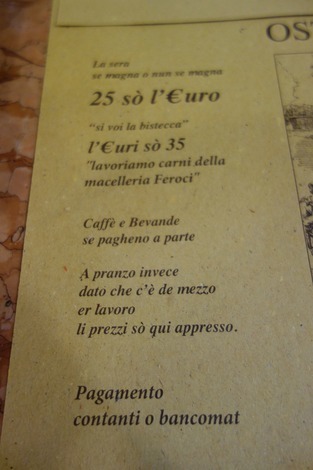 OST
La sera
se magna o nun se magna
25 sò l'€uro
"si voi la bistecca"
l'€uri sò 35
"lavoriamo carni della
macelleria Feroci"
Caffè e Bevande
se pagheno a parte
A pranzo invece
dato che c'è de mezzo
er lavoro
li prezzi sò qui appresso.
Pagamento
contanti o bancomat